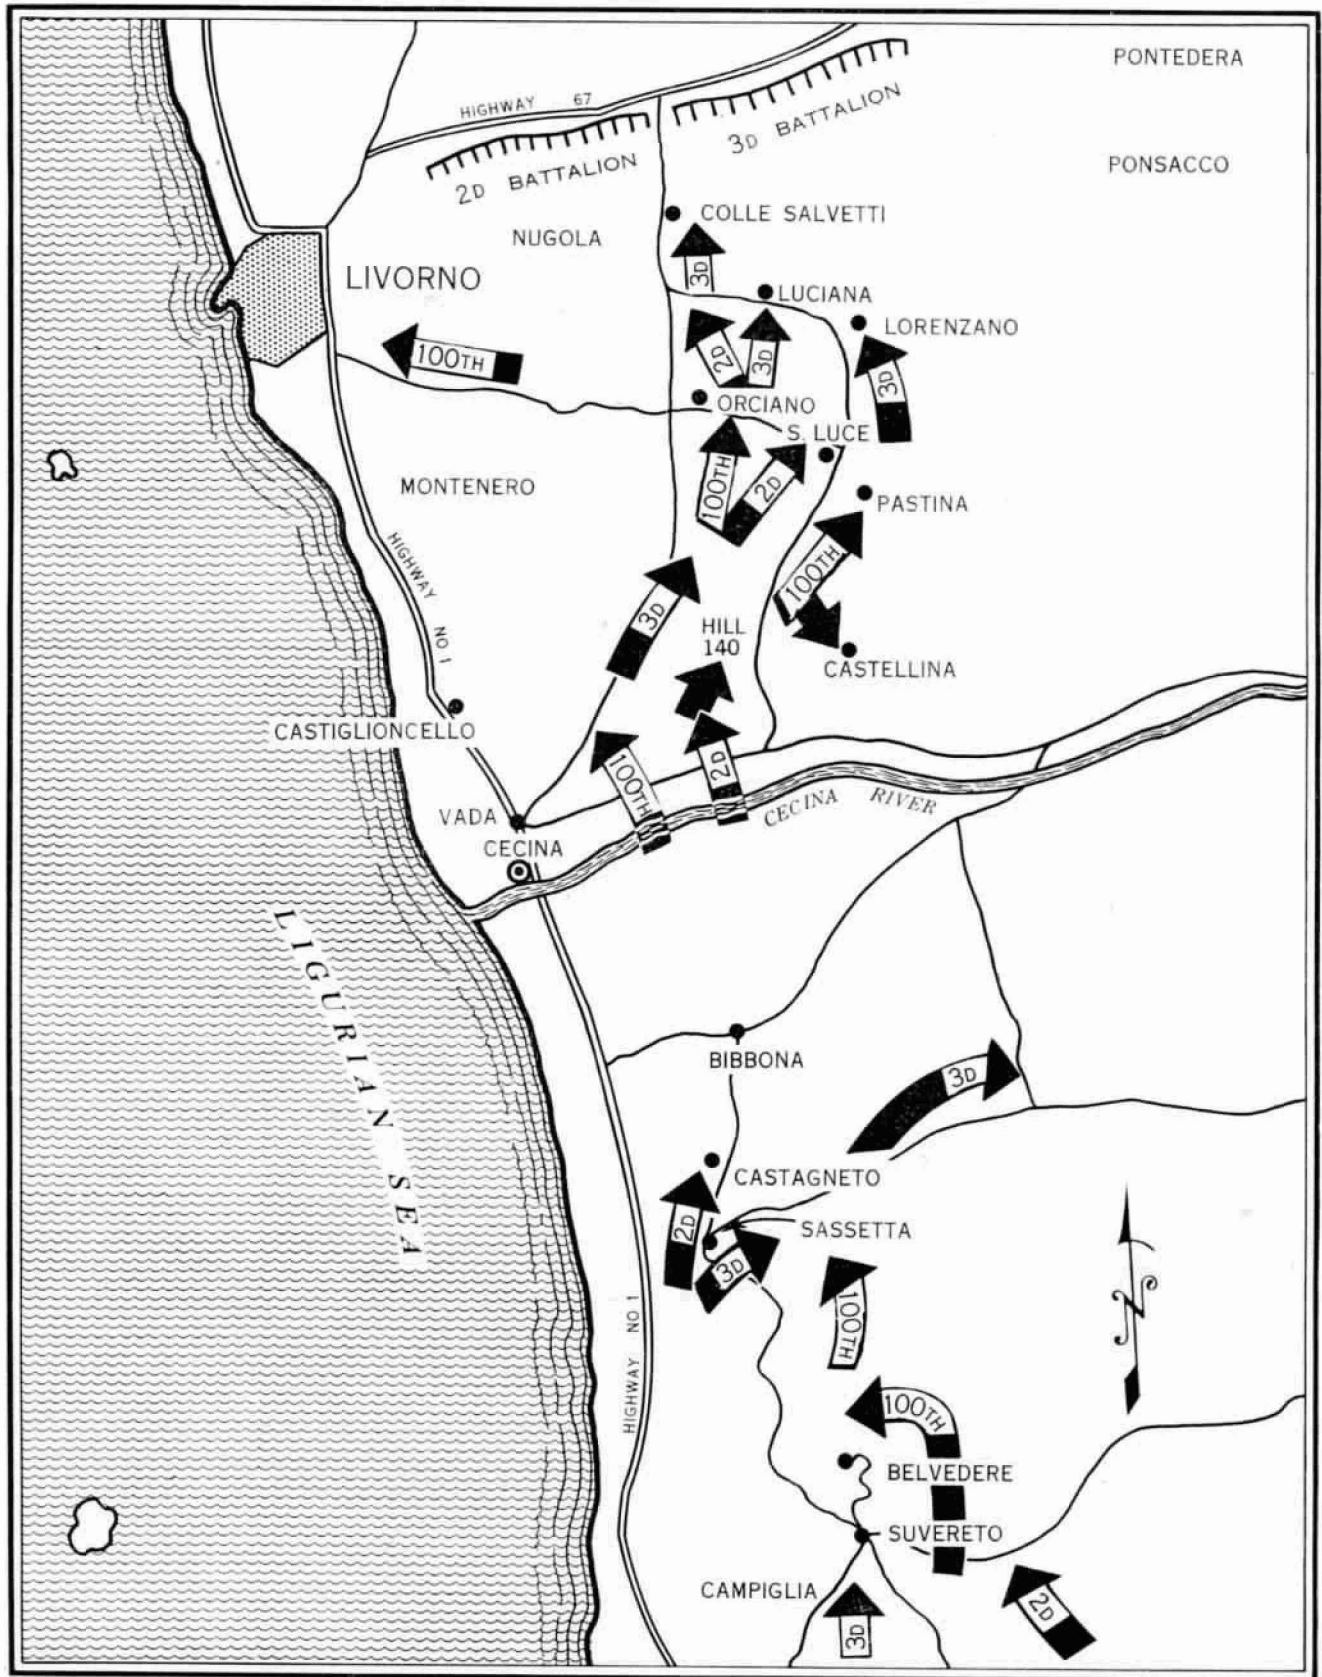 PONTEDERA
HIGHWAY 67
3D BATTALION
2D BATTALION
PONSACCO
COLLE SALVETTI
NUGOLA
3D
LIVORNO
LUCIANA
LORENZANO
100TH
2D
3D
3D
ORCIANO
S. LUCE
100TH
2D
MONTENERO
PASTINA
HIGHWAY NO 1
100TH
3D
HILL
140
CASTELLINA
CASTIGLIONCELLO
100TH
2D
VADA
CECINA RIVER
CECINA
LIGURIAN SEA
BIBBONA
3D
CASTAGNETO
2D
SASSETTA
3D
100TH
N
HIGHWAY NO 1
100TH
BELVEDERE
SUVERETO
CAMPIGLIA
3D
2D